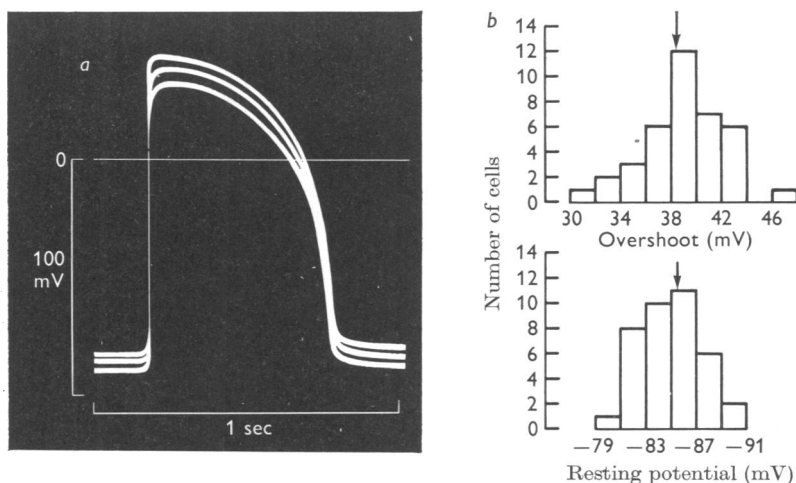 a
0
100
mV
1 sec
b
14
12
10
8
6
4
2
0
30 34 38 42 46
Overshoot (mV)
Number of cells
14
12
10
8
6
4
2
0
−79 −83 −87 −91
Resting potential (mV)